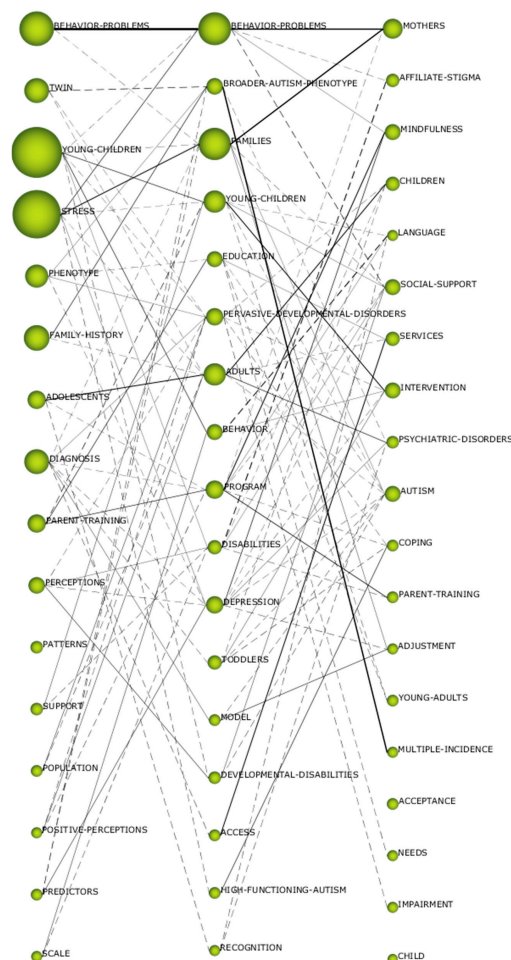 BEHAVIOR-PROBLEMS
TWIN
YOUNG-CHILDREN
STRESS
PHENOTYPE
FAMILY-HISTORY
ADOLESCENTS
DIAGNOSIS
PARENT-TRAINING
PERCEPTIONS
PATTERNS
SUPPORT
POPULATION
POSITIVE-PERCEPTIONS
PREDICTORS
SCALE
BEHAVIOR-PROBLEMS
BROADER-AUTISM-PHENOTYPE
FAMILIES
YOUNG-CHILDREN
EDUCATION
PERVASIVE-DEVELOPMENTAL-DISORDERS
ADULTS
BEHAVIOR
PROGRAM
DISABILITIES
DEPRESSION
TODDLERS
MODEL
DEVELOPMENTAL-DISABILITIES
ACCESS
HIGH-FUNCTIONING-AUTISM
RECOGNITION
MOTHERS
AFFILIATE-STIGMA
MINDFULNESS
CHILDREN
LANGUAGE
SOCIAL-SUPPORT
SERVICES
INTERVENTION
PSYCHIATRIC-DISORDERS
AUTISM
COPING
PARENT-TRAINING
ADJUSTMENT
YOUNG-ADULTS
MULTIPLE-INCIDENCE
ACCEPTANCE
NEEDS
IMPAIRMENT
CHILD